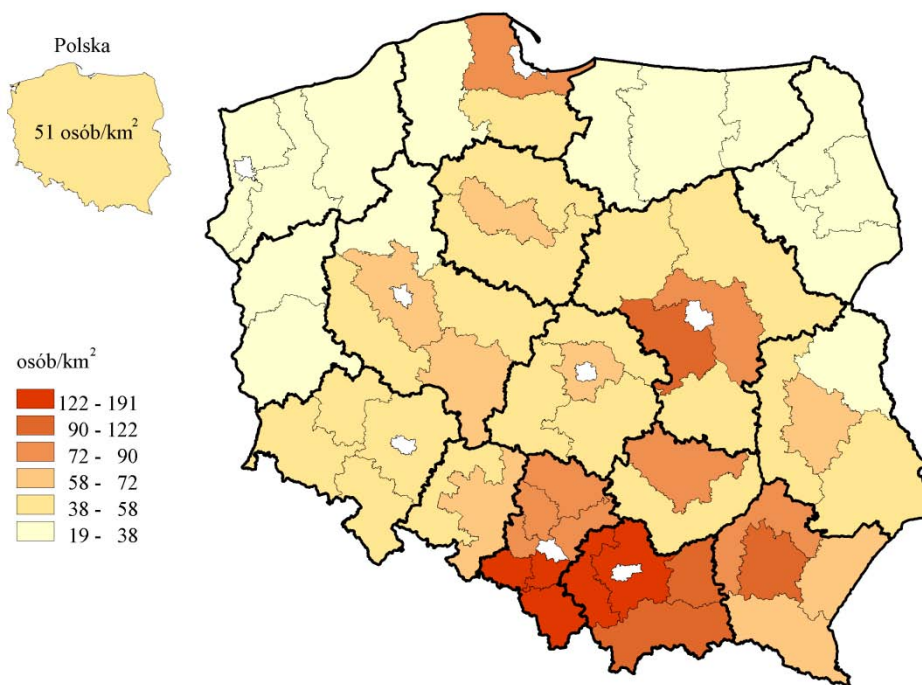 Polska
51 osób/km²
osób/km²
122 - 191
90 - 122
72 - 90
58 - 72
38 - 58
19 - 38